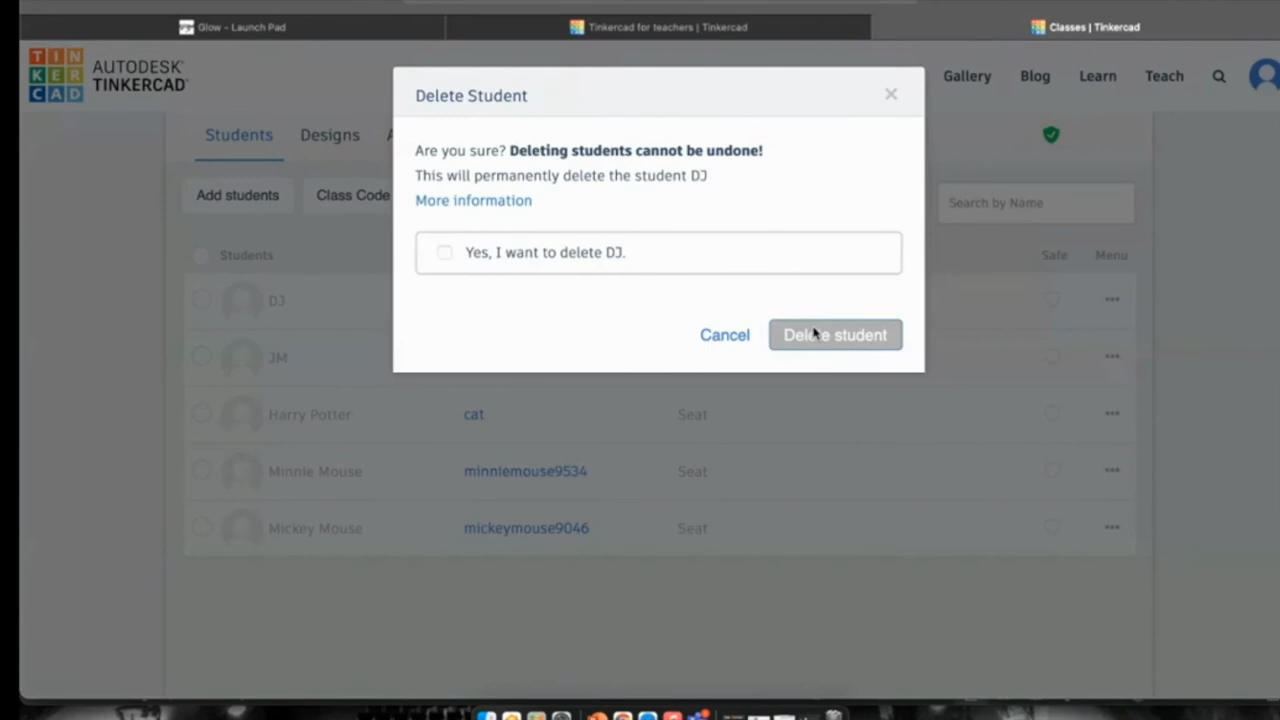 Glow - Launch Pad
Tinkercad for teachers | Tinkercad
Classes | Tinkercad
TIN
KER
CAD
AUTODESK
TINKERCAD
Gallery
Blog
Learn
Teach
Delete Student
Students
Designs
Are you sure? Deleting students cannot be undone!
This will permanently delete the student DJ
More information
Add students
Class Code
Search by Name
Yes, I want to delete DJ.
Students
Safe
Menu
DJ
Cancel
Delete student
JM
Harry Potter
cat
Seat
Minnie Mouse
minniemouse9534
Seat
Mickey Mouse
mickeymouse9046
Seat